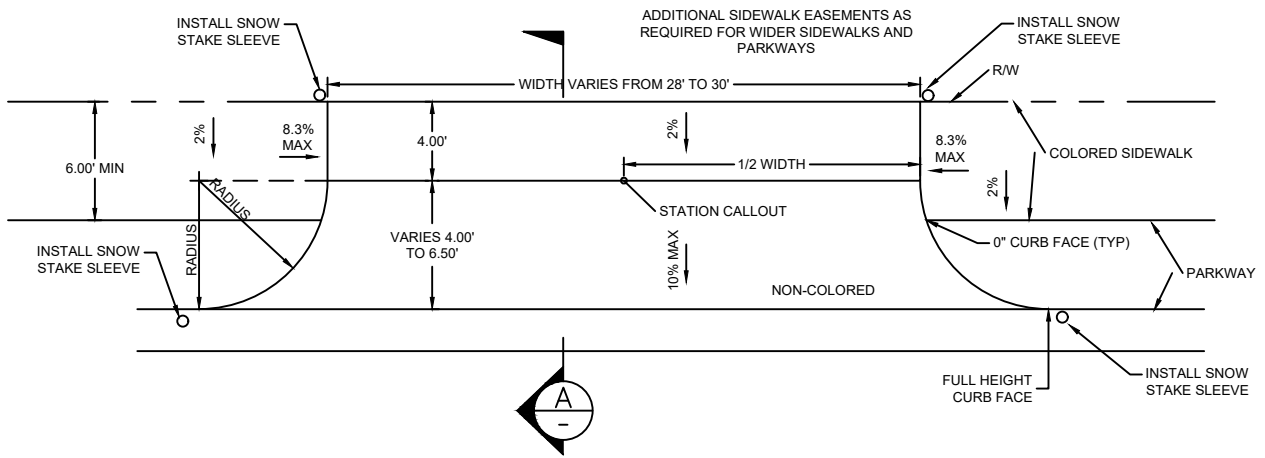 INSTALL SNOW
STAKE SLEEVE
ADDITIONAL SIDEWALK EASEMENTS AS
REQUIRED FOR WIDER SIDEWALKS AND
PARKWAYS
INSTALL SNOW
STAKE SLEEVE
R/W
WIDTH VARIES FROM 28' TO 30'
6.00' MIN
2%
8.3%
MAX
4.00'
2%
1/2 WIDTH
8.3%
MAX
2%
COLORED SIDEWALK
RADIUS
RADIUS
STATION CALLOUT
INSTALL SNOW
STAKE SLEEVE
VARIES 4.00'
TO 6.50'
10% MAX
0" CURB FACE (TYP)
PARKWAY
NON-COLORED
FULL HEIGHT
CURB FACE
INSTALL SNOW
STAKE SLEEVE
A
-